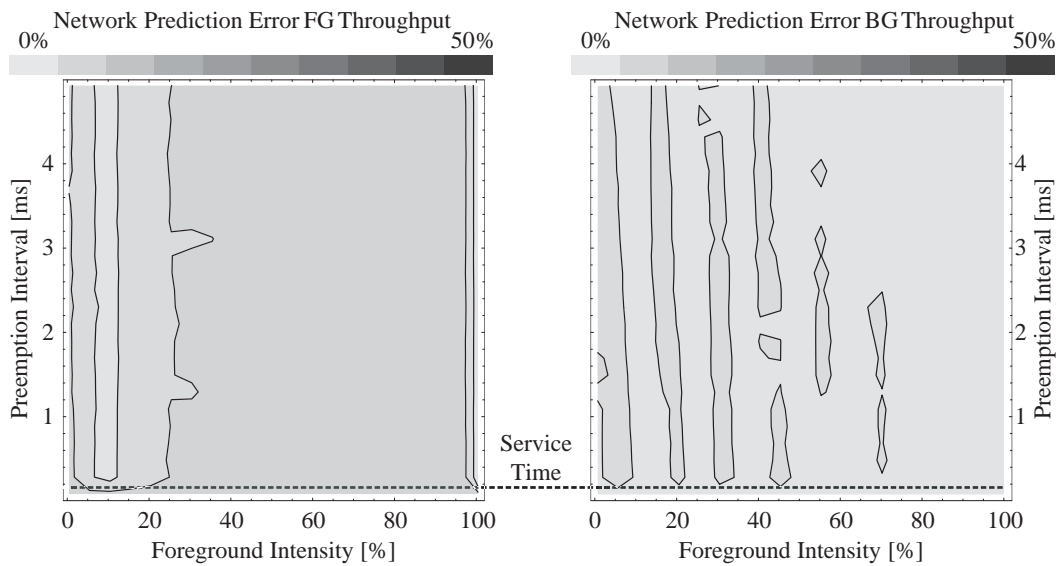 Network Prediction Error FG Throughput
0% 50%
Preemption Interval [ms]
4
3
2
1
0 20 40 60 80 100
Foreground Intensity [%]
Service
Time
Network Prediction Error BG Throughput
0% 50%
4
3
2
1
Preemption Interval [ms]
0 20 40 60 80 100
Foreground Intensity [%]